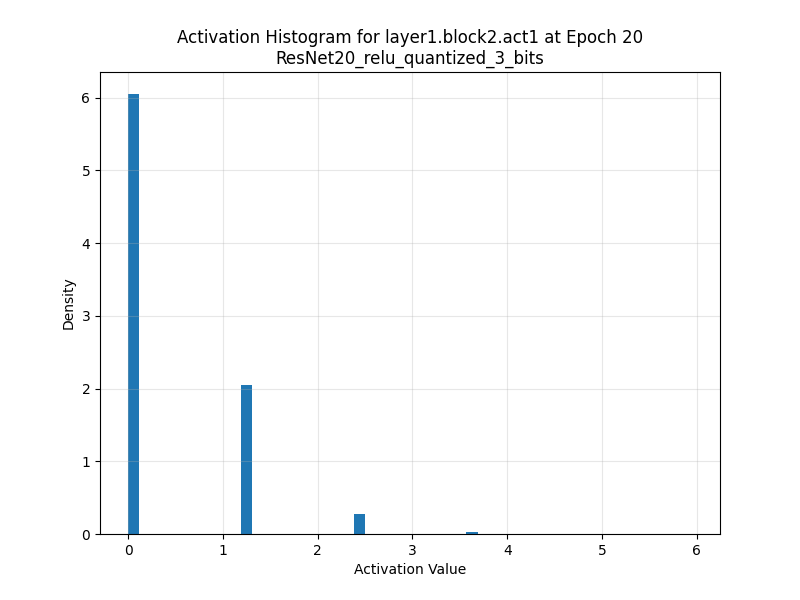 Activation Histogram for layer1.block2.act1 at Epoch 20
ResNet20_relu_quantized_3_bits
6
5
4
3
2
1
0
Density
0 1 2 3 4 5 6
Activation Value